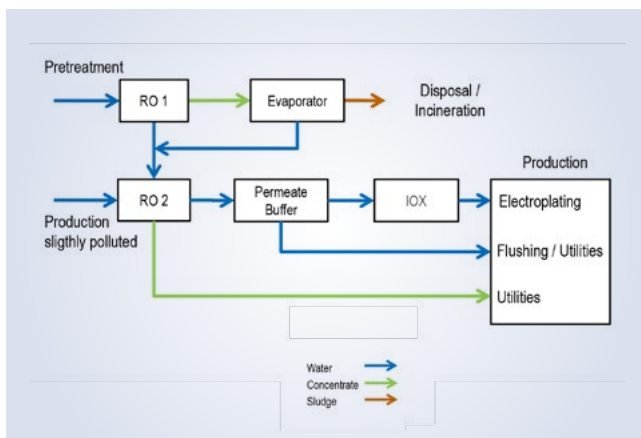 Pretreatment
RO 1
Evaporator
Disposal /
Incineration
Production
RO 2
Permeate
Buffer
IOX
Electroplating
Production
sligthly polluted
Flushing / Utilities
Utilities
Water
Concentrate
Sludge